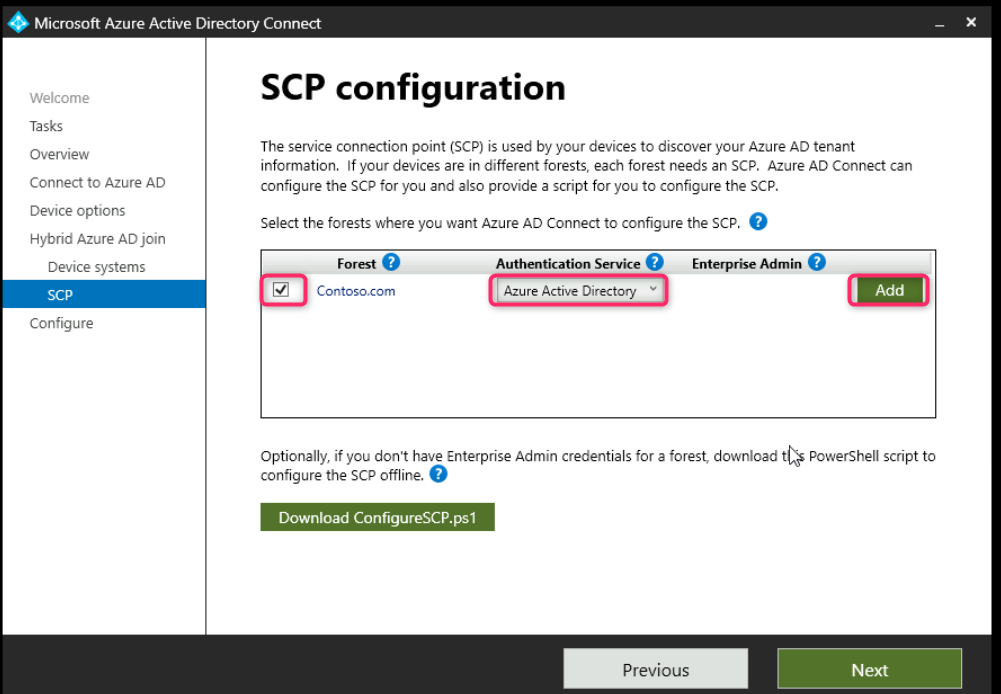 Microsoft Azure Active Directory Connect
Welcome
Tasks
Overview
Connect to Azure AD
Device options
Hybrid Azure AD join
Device systems
SCP
Configure
SCP configuration
The service connection point (SCP) is used by your devices to discover your Azure AD tenant
information. If your devices are in different forests, each forest needs an SCP. Azure AD Connect can
configure the SCP for you and also provide a script for you to configure the SCP.
Select the forests where you want Azure AD Connect to configure the SCP. ?
Forest ? Authentication Service ? Enterprise Admin ?
Contoso.com Azure Active Directory Add
Optionally, if you don't have Enterprise Admin credentials for a forest, download this PowerShell script to
configure the SCP offline. ?
Download ConfigureSCP.ps1
Previous Next